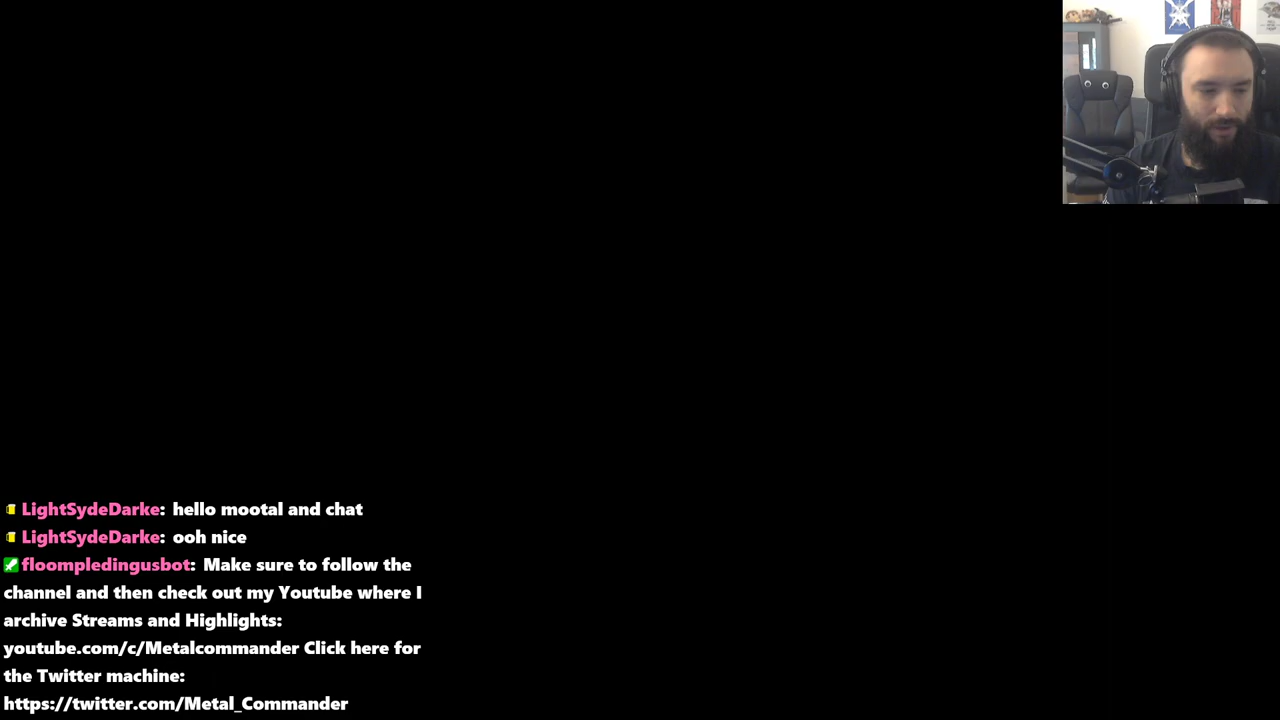 LightSydeDarke: hello mootal and chat
LightSydeDarke: ooh nice
floompledingusbot: Make sure to follow the
channel and then check out my Youtube where I
archive Streams and Highlights:
youtube.com/c/Metalcommander Click here for
the Twitter machine:
https://twitter.com/Metal_Commander